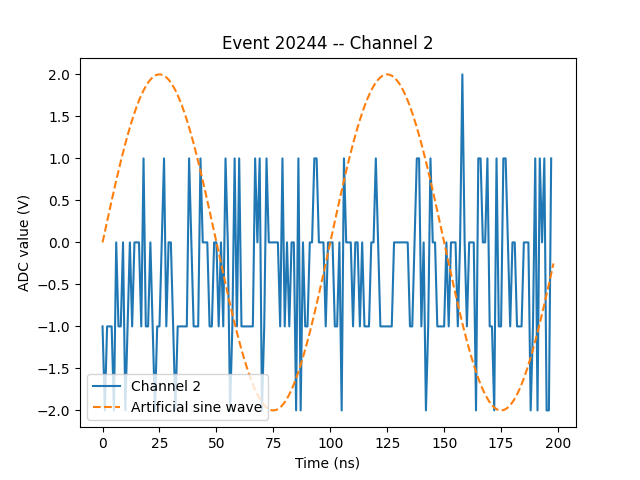 Event 20244 -- Channel 2
ADC value (V)
2.0
1.5
1.0
0.5
0.0
−0.5
−1.0
−1.5
−2.0
Channel 2
Artificial sine wave
0 25 50 75 100 125 150 175 200
Time (ns)